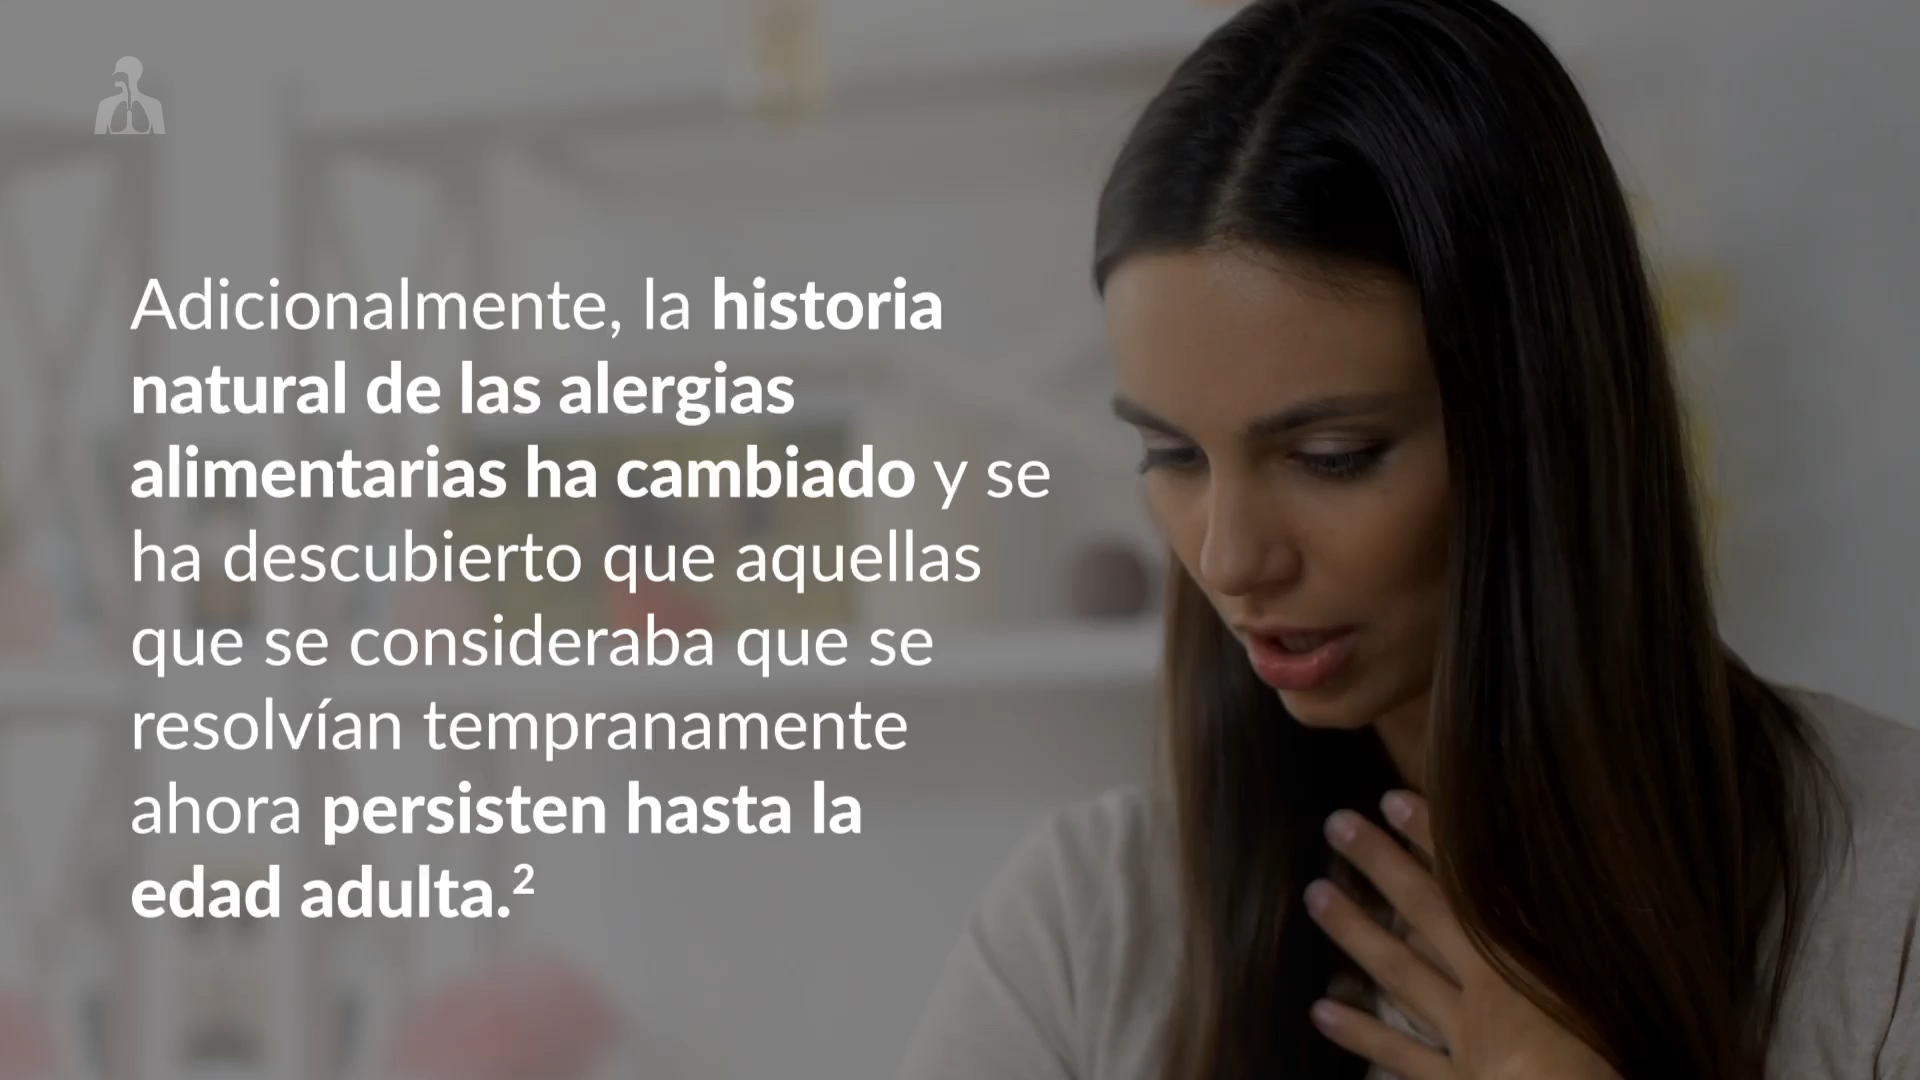 Adicionalmente, la historia
natural de las alergias
alimentarias ha cambiado y se
ha descubierto que aquellas
que se consideraba que se
resolvían tempranamente
ahora persisten hasta la
edad adulta.²